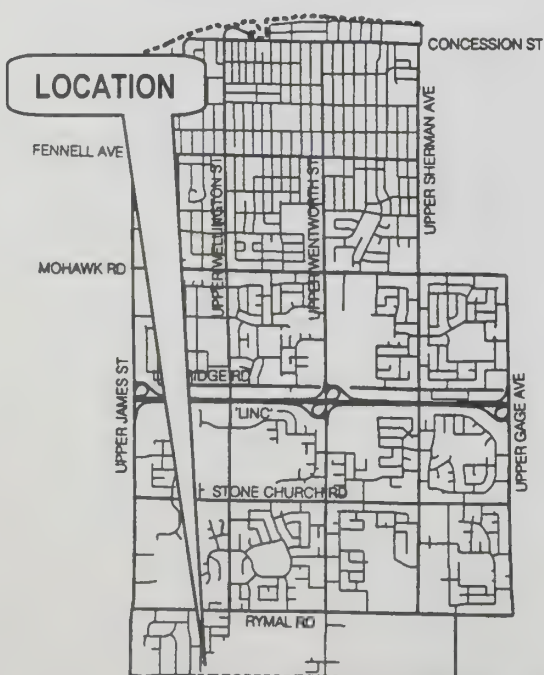 CONCESSION ST
LOCATION
FENNELL AVE
UPPER SHERMAN AVE
UPPER WELLINGTON ST
UPPER WENTWORTH ST
MOHAWK RD
UPPER JAMES ST
RIDGE RD
'LINC'
UPPER GAGE AVE
STONE CHURCH RD
RYMAL RD